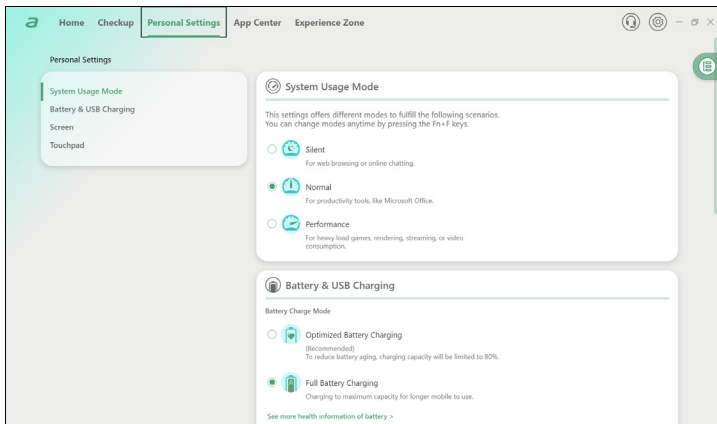 a
Home
Checkup
Personal Settings
App Center
Experience Zone
Personal Settings
System Usage Mode
Battery & USB Charging
Screen
Touchpad
System Usage Mode
This settings offers different modes to fulfill the following scenarios.
You can change modes anytime by pressing the Fn+F keys.
Silent
For web browsing or online chatting.
Normal
For productivity tools, like Microsoft Office.
Performance
For heavy load games, rendering, streaming, or video
consumption.
Battery & USB Charging
Battery Charge Mode
Optimized Battery Charging
(Recommended)
To reduce battery aging, charging capacity will be limited to 80%.
Full Battery Charging
Charging to maximum capacity for longer mobile to use.
See more health information of battery >